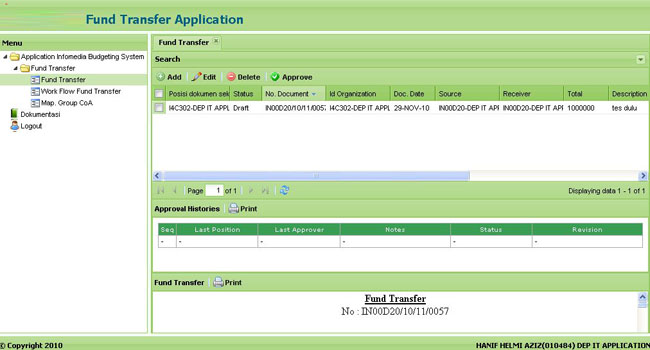 Fund Transfer Application
Menu
Application Infomedia Budgeting System
Fund Transfer
Fund Transfer
Work Flow Fund Transfer
Map. Group CoA
Dokumentasi
Logout
Fund Transfer
Search
Add Edit Delete Approve
Posisi dokumen sek Status No. Document Id Organization Doc. Date Source Receiver Total Description
I4C302-DEP IT APPL Draft IN00D20/10/11/0057 I4C302-DEP IT APPL 29-NOV-10 IN00D20-DEP IT API IN00D20-DEP IT APPL 1000000 tes dulu
Page 1 of 1 Displaying data 1 - 1 of 1
Approval Histories Print
Seq Last Position Last Approver Notes Status Revision
- - - - - -
Fund Transfer Print
Fund Transfer
No : IN00D20/10/11/0057
© Copyright 2010 HANIF HELMI AZIZ(010484) DEP IT APPLICATION